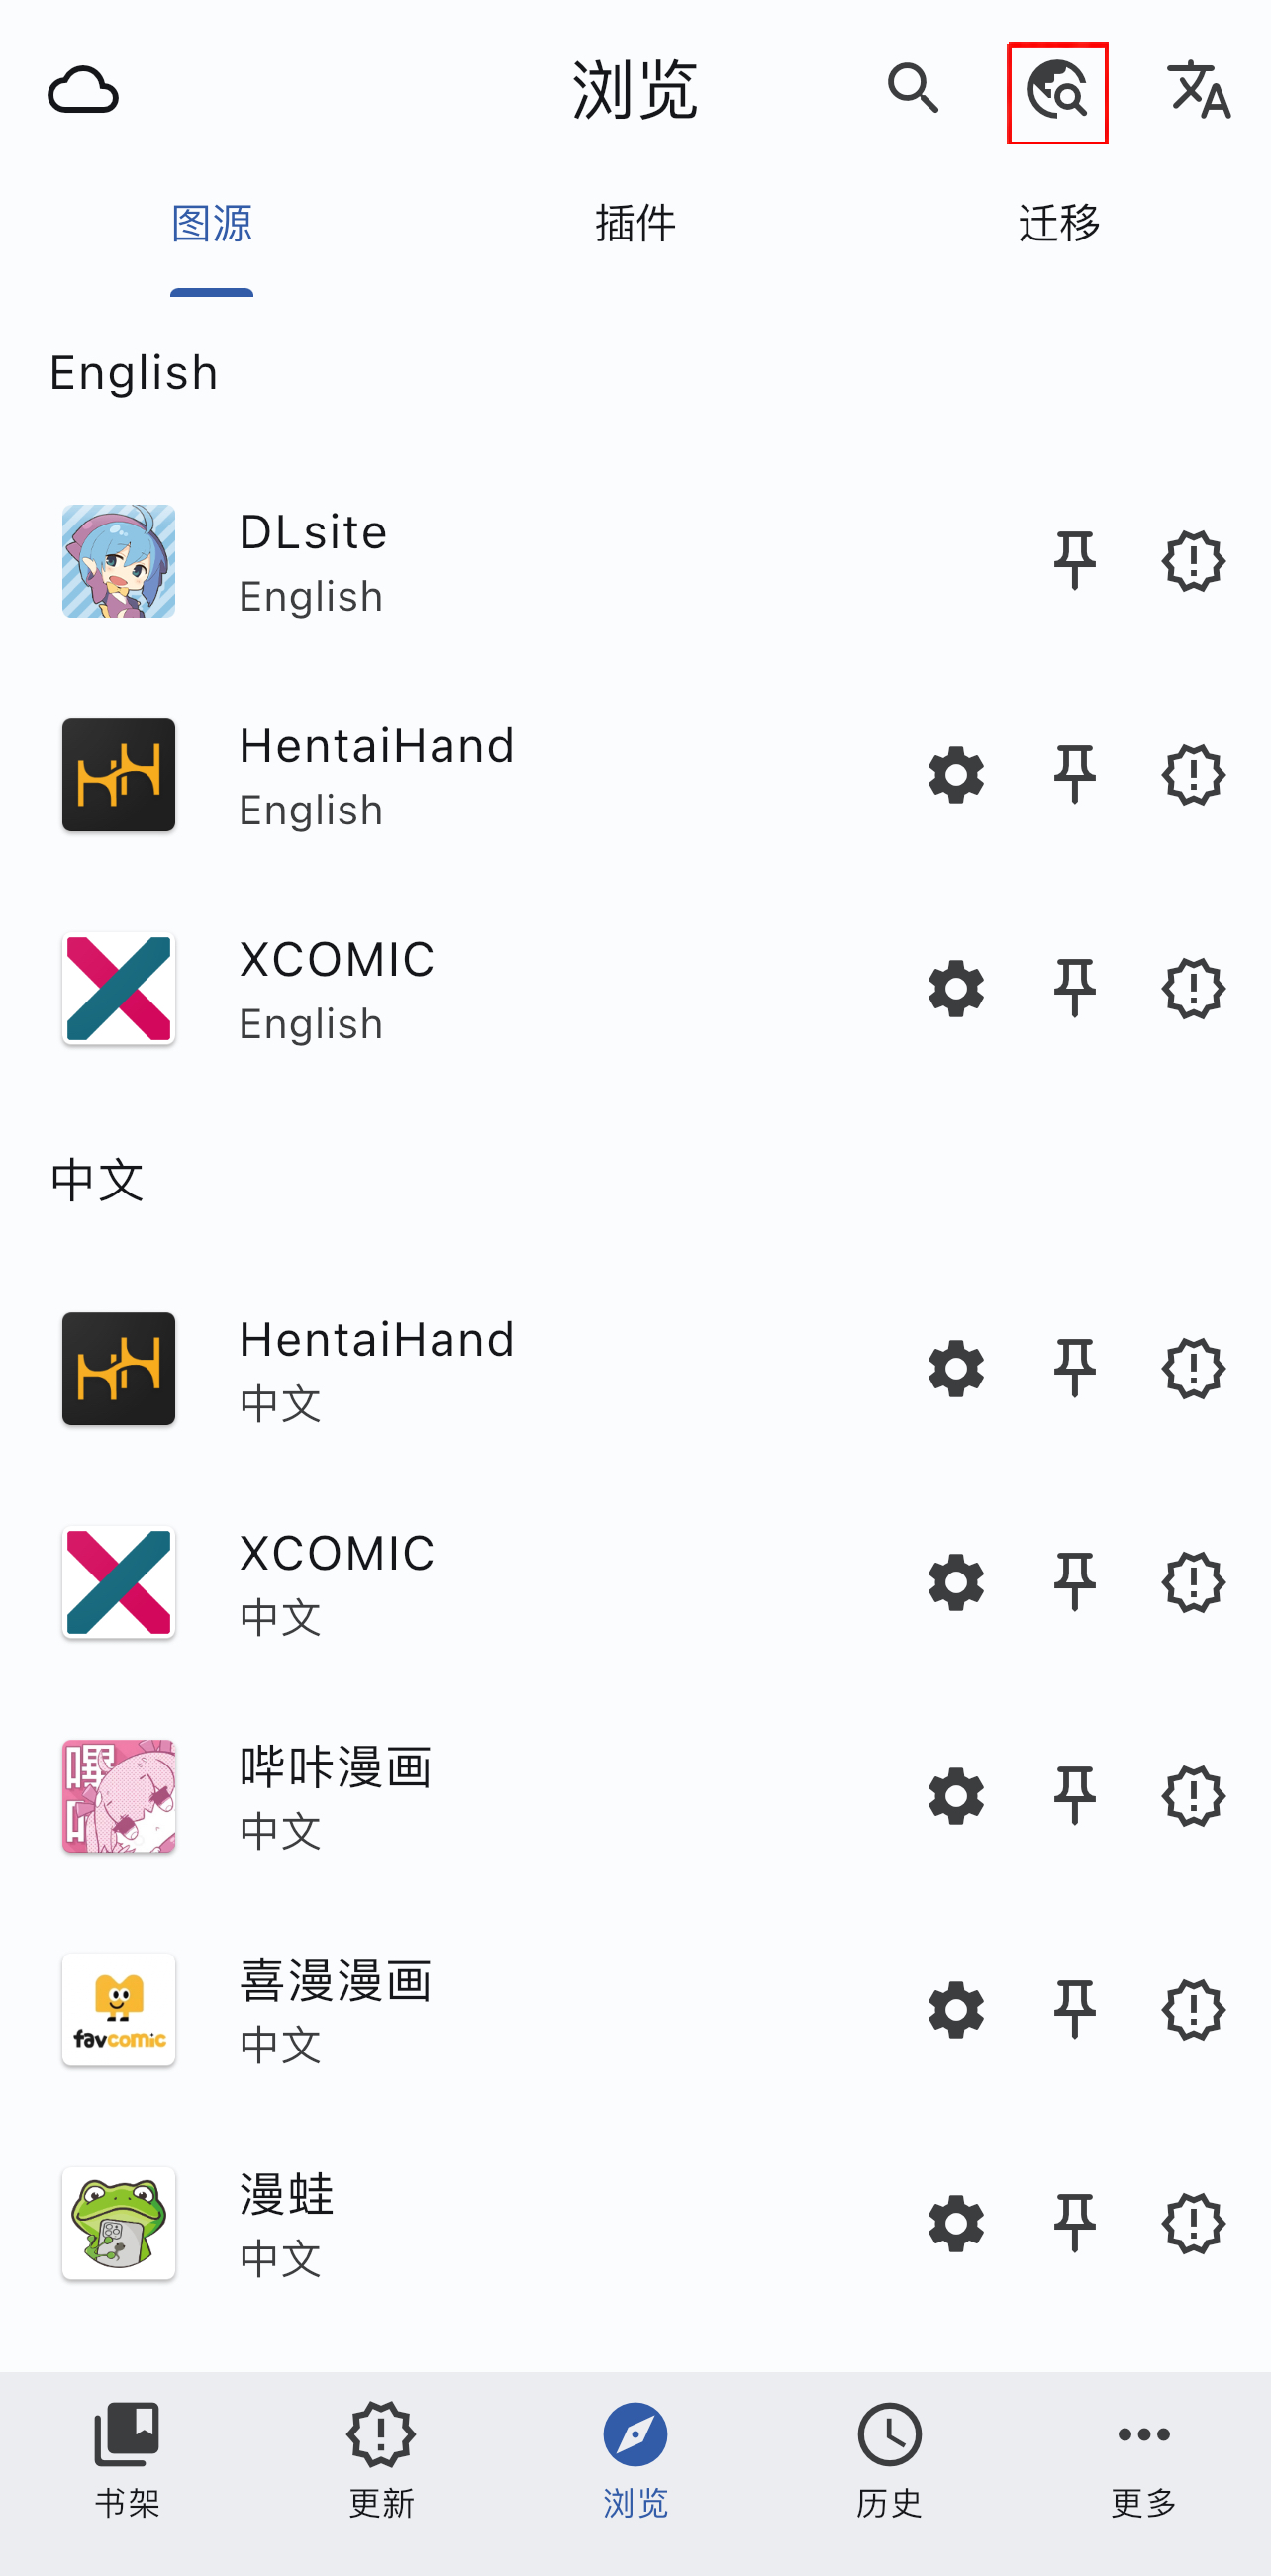 浏览
图源
插件
迁移
English
DLsite
English
HentaiHand
English
XCOMIC
English
中文
HentaiHand
中文
XCOMIC
中文
哔咔漫画
中文
喜漫漫画
favcomic
中文
漫蛙
中文
书架
更新
浏览
历史
更多